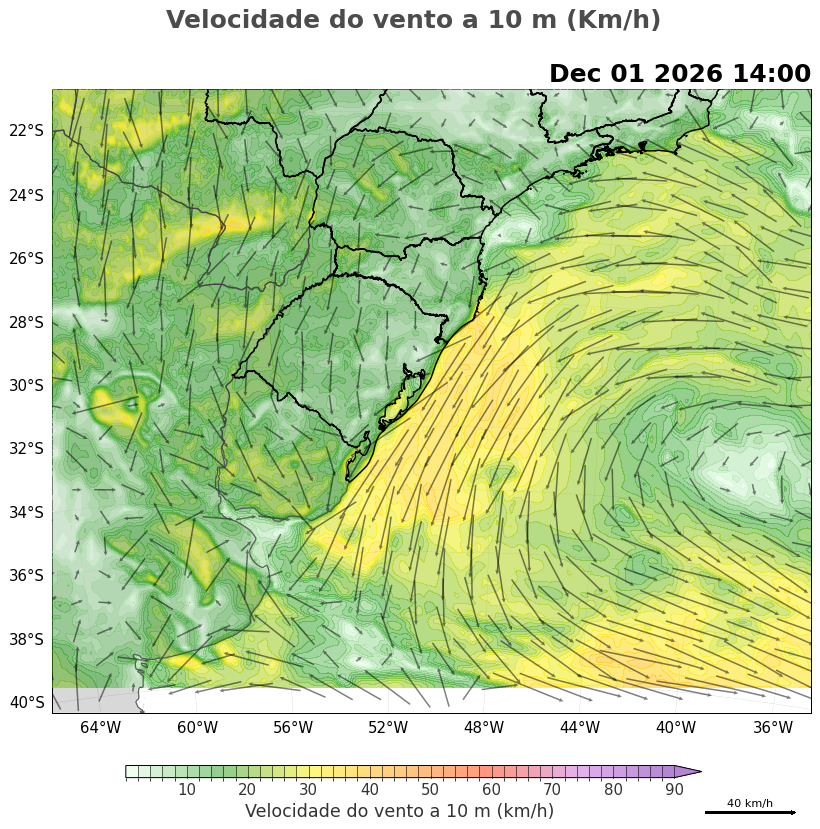 Velocidade do vento a 10 m (Km/h)
Dec 01 2026 14:00
22°S
24°S
26°S
28°S
30°S
32°S
34°S
36°S
38°S
40°S
64°W 60°W 56°W 52°W 48°W 44°W 40°W 36°W
10 20 30 40 50 60 70 80 90
Velocidade do vento a 10 m (km/h)
40 km/h